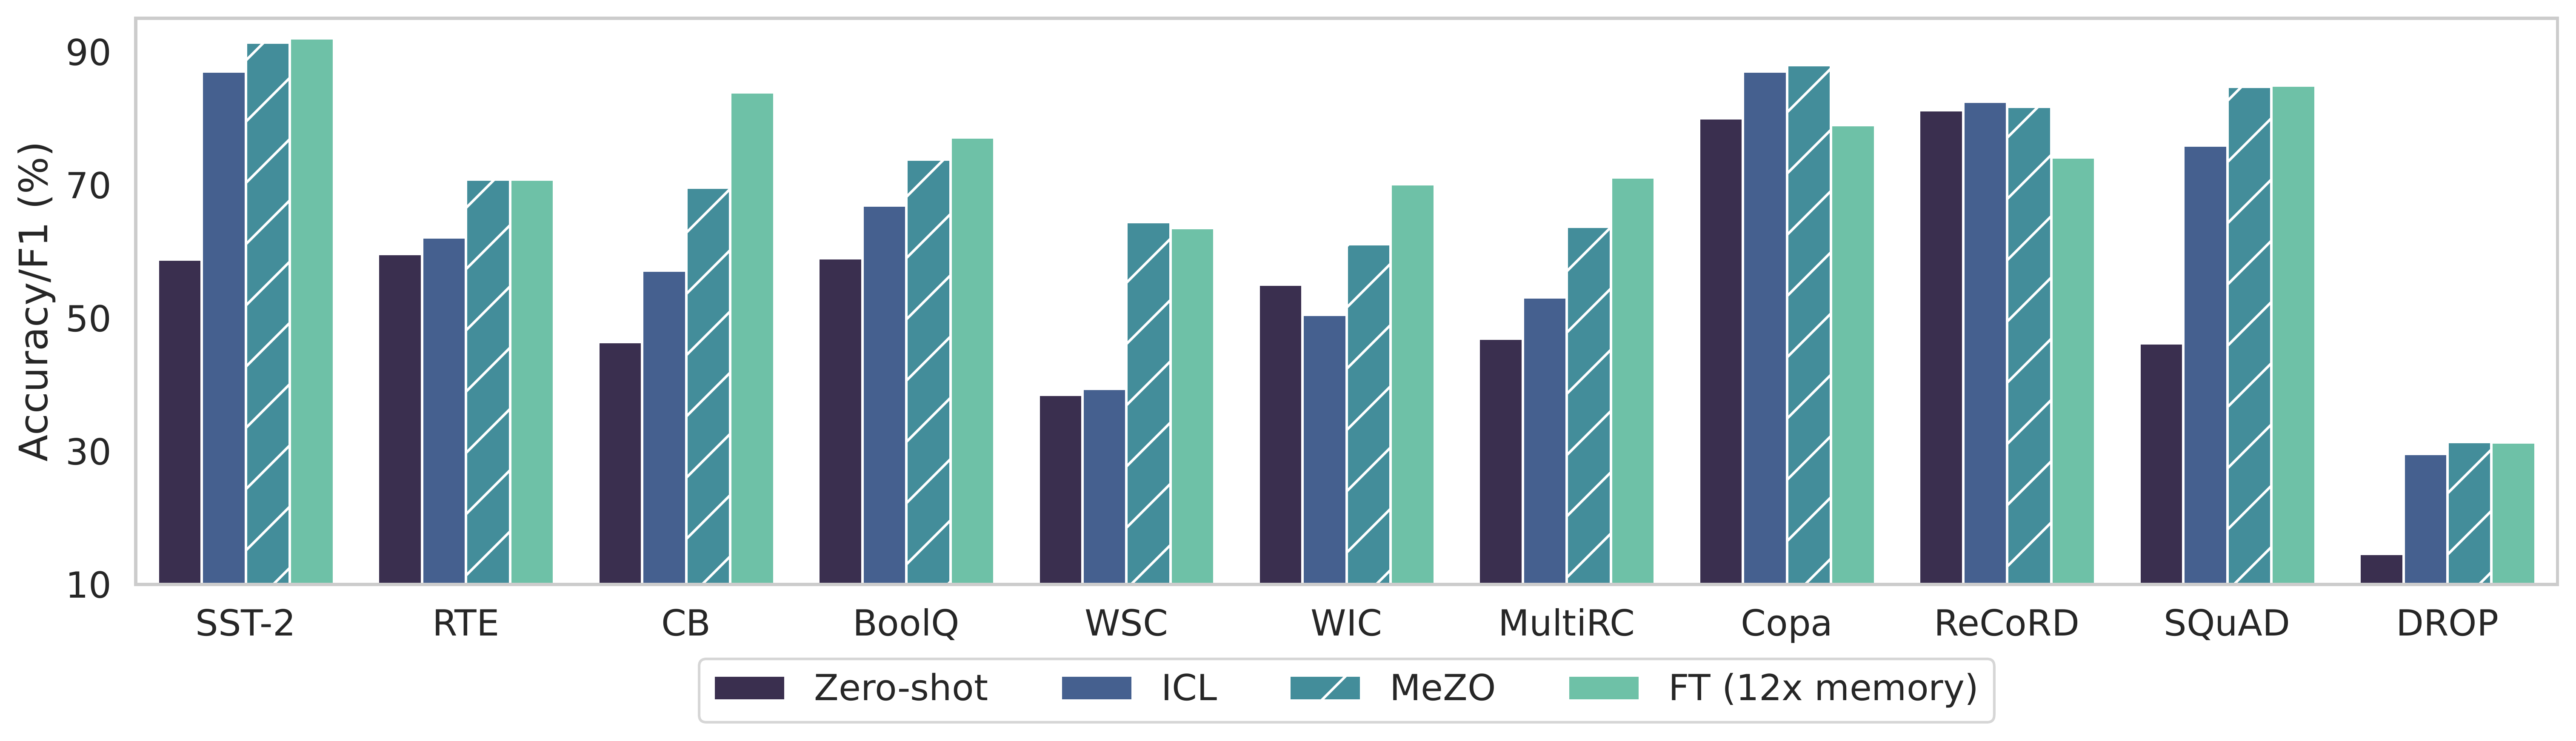 Accuracy/F1 (%)
90
70
50
30
10
SST-2 RTE CB BoolQ WSC WIC MultiRC Copa ReCoRD SQuAD DROP
Zero-shot ICL MeZO FT (12x memory)